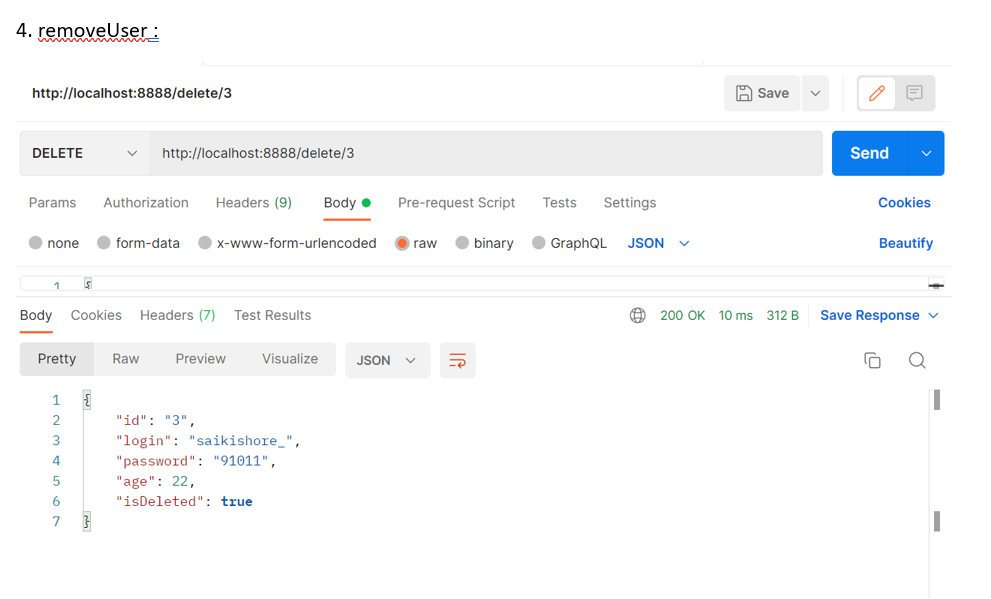 4. removeUser :
http://localhost:8888/delete/3 Save
DELETE http://localhost:8888/delete/3 Send
Params Authorization Headers (9) Body Pre-request Script Tests Settings Cookies
none form-data x-www-form-urlencoded raw binary GraphQL JSON Beautify
1 {
Body Cookies Headers (7) Test Results 200 OK 10 ms 312 B Save Response
Pretty Raw Preview Visualize JSON
1 {
2 "id": "3",
3 "login": "saikishore_",
4 "password": "91011",
5 "age": 22,
6 "isDeleted": true
7 }